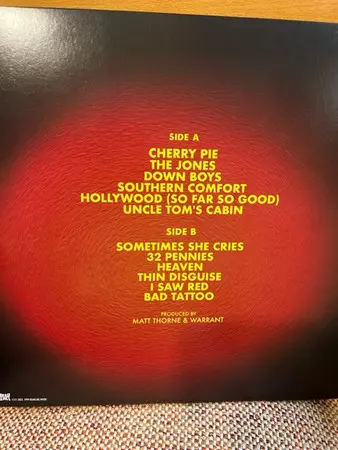 SIDE A
CHERRY PIE
THE JONES
DOWN BOYS
SOUTHERN COMFORT
HOLLYWOOD (SO FAR SO GOOD)
UNCLE TOM'S CABIN
SIDE B
SOMETIMES SHE CRIES
32 PENNIES
HEAVEN
THIN DISGUISE
I SAW RED
BAD TATTOO
PRODUCED BY
MATT THORNE & WARRANT